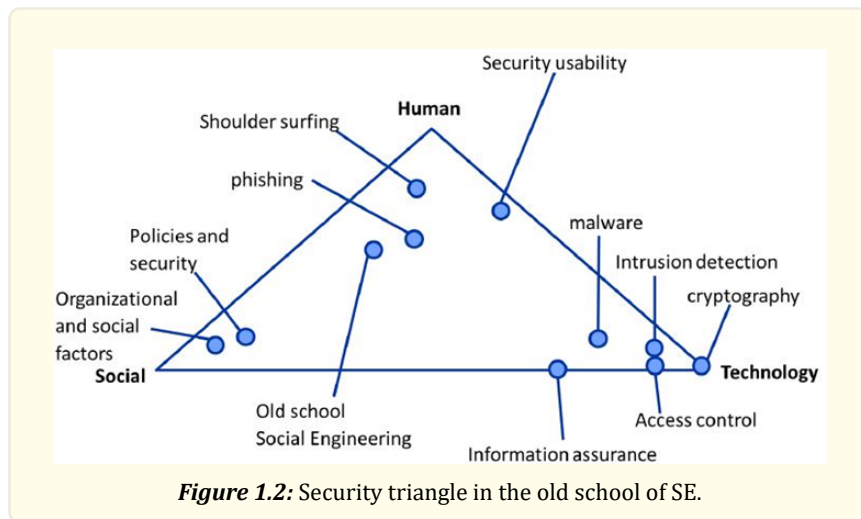 Security usability
Human
Shoulder surfing
phishing
malware
Policies and
security
Intrusion detection
Organizational
and social
factors
cryptography
Social
Technology
Old school
Social Engineering
Access control
Information assurance
Figure 1.2: Security triangle in the old school of SE.